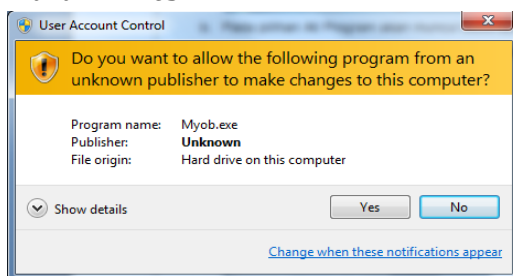 User Account Control
Do you want to allow the following program from an
unknown publisher to make changes to this computer?
Program name: Myob.exe
Publisher: Unknown
File origin: Hard drive on this computer
Show details
Yes
No
Change when these notifications appear